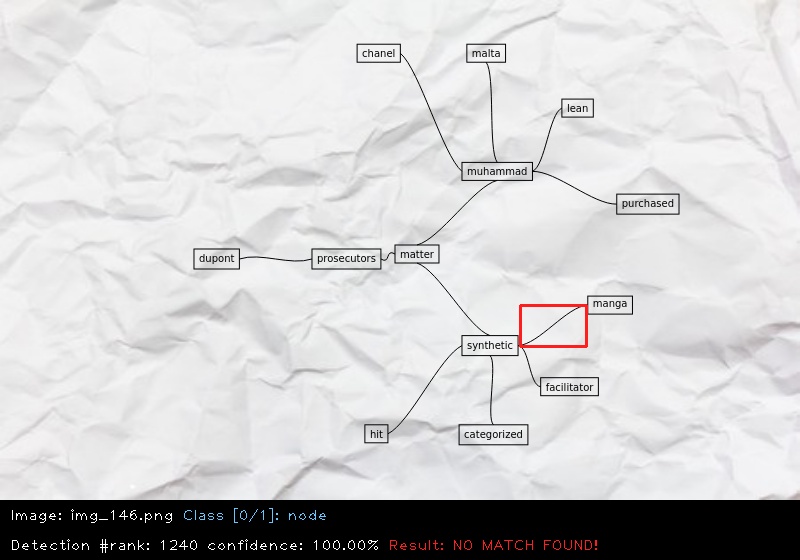 chanel malta
lean
muhammad
purchased
dupont prosecutors matter
manga
synthetic
facilitator
hit categorized
Image: img_146.png Class [0/1]: node
Detection #rank: 1240 confidence: 100.00% Result: NO MATCH FOUND!